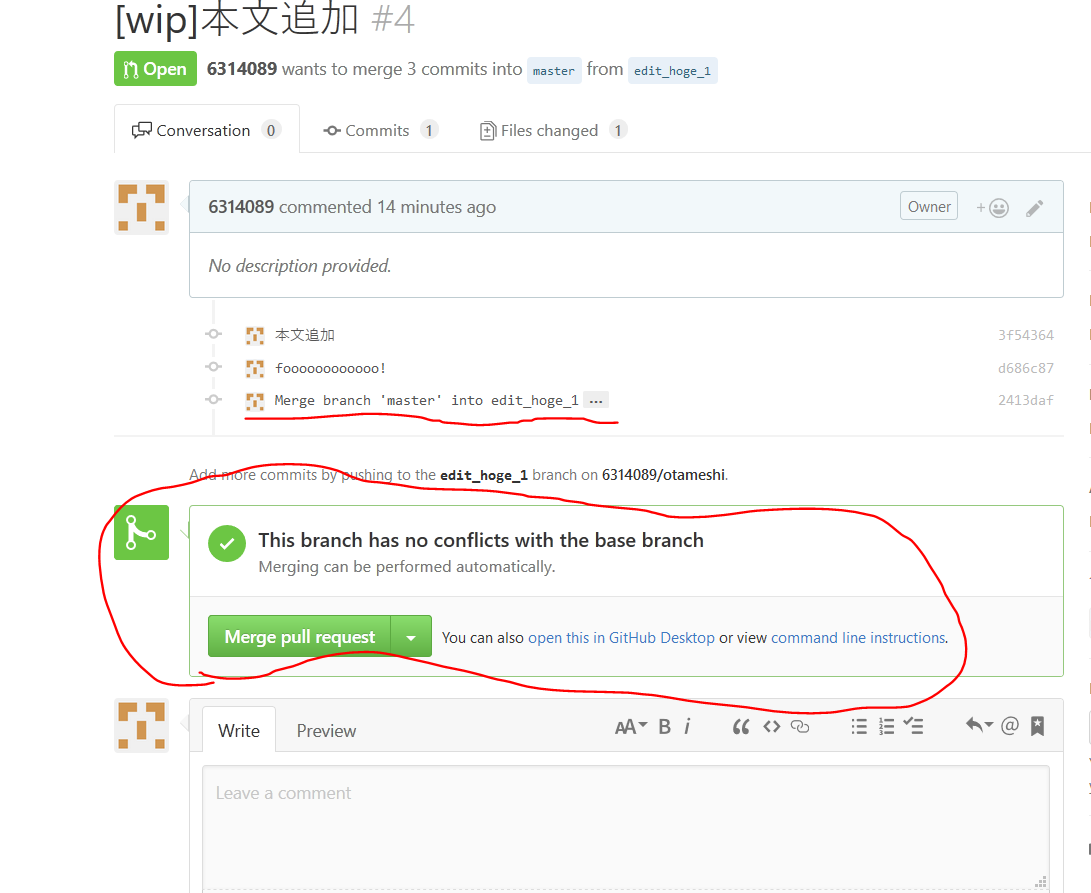 [wip]本文追加 #4
Open 6314089 wants to merge 3 commits into master from edit_hoge_1
Conversation 0 Commits 1 Files changed 1
6314089 commented 14 minutes ago Owner +
No description provided.
本文追加 3f54364
foooooooooooo! d686c87
Merge branch 'master' into edit_hoge_1 … 2413daf
Add more commits by pushing to the edit_hoge_1 branch on 6314089/otameshi.
This branch has no conflicts with the base branch
Merging can be performed automatically.
Merge pull request You can also open this in GitHub Desktop or view command line instructions.
Write Preview AA B i “ <> @
Leave a comment